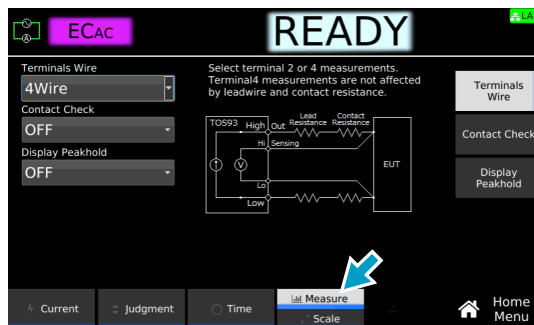 ECAC
READY
LA
Terminals Wire
4Wire
Contact Check
OFF
Display Peakhold
OFF
Select terminal 2 or 4 measurements.
Terminal4 measurements are not affected
by leadwire and contact resistance.
TOS93
High
Out
Lead
Resistance
Contact
Resistance
Hi
Sensing
V
Lo
Low
EUT
Terminals
Wire
Contact Check
Display
Peakhold
Current
Judgment
Time
Measure
Scale
Home
Menu